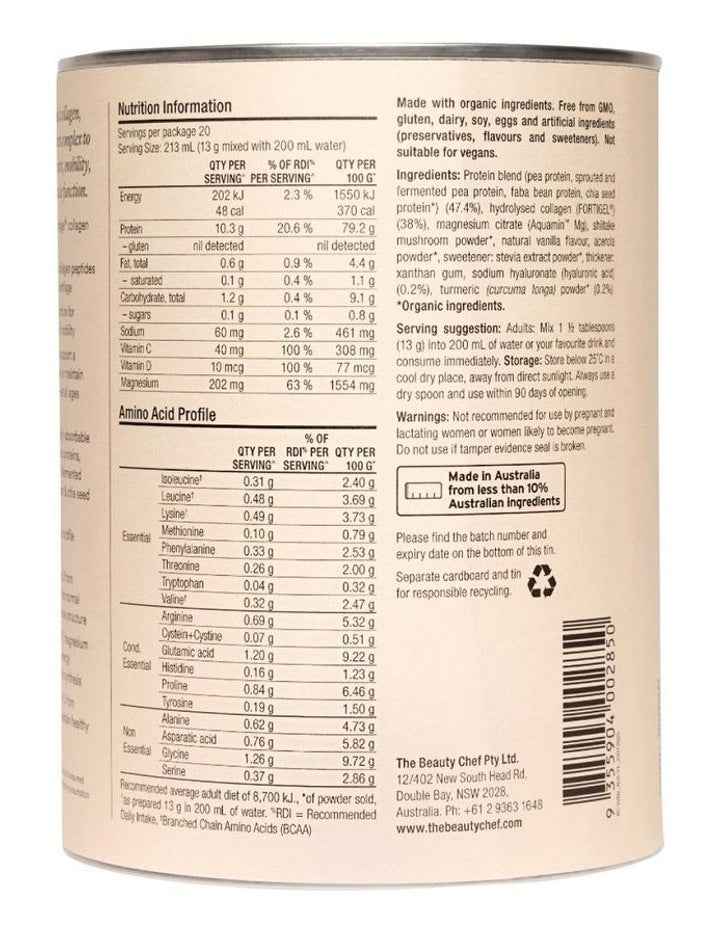 Nutrition Information
Servings per package 20
Serving Size: 213 mL (13 g mixed with 200 mL water)
QTY PER SERVING^ % OF RDI% PER SERVING^ QTY PER 100 G*
Energy 202 kJ 2.3 % 1550 kJ
48 cal 370 cal
Protein 10.3 g 20.6 % 79.2 g
– gluten nil detected nil detected
Fat, total 0.6 g 0.9 % 4.4 g
– saturated 0.1 g 0.4 % 1.1 g
Carbohydrate, total 1.2 g 0.4 % 9.1 g
– sugars 0.1 g 0.1 % 0.8 g
Sodium 60 mg 2.6 % 461 mg
Vitamin C 40 mg 100 % 308 mg
Vitamin D 10 mcg 100 % 77 mcg
Magnesium 202 mg 63 % 1554 mg
Amino Acid Profile
QTY PER SERVING^ % OF RDI% PER SERVING^ QTY PER 100 G*
Essential
Isoleucine† 0.31 g 2.40 g
Leucine† 0.48 g 3.69 g
Lysine 0.49 g 3.73 g
Methionine 0.10 g 0.79 g
Phenylalanine 0.33 g 2.53 g
Threonine 0.26 g 2.00 g
Tryptophan 0.04 g 0.32 g
Valine† 0.32 g 2.47 g
Cond. Essential
Arginine 0.69 g 5.32 g
Cystein+Cystine 0.07 g 0.51 g
Glutamic acid 1.20 g 9.22 g
Histidine 0.16 g 1.23 g
Proline 0.84 g 6.46 g
Tyrosine 0.19 g 1.50 g
Non Essential
Alanine 0.62 g 4.73 g
Asparatic acid 0.76 g 5.82 g
Glycine 1.26 g 9.72 g
Serine 0.37 g 2.86 g
Recommended average adult diet of 8,700 kJ., *of powder sold,
^as prepared 13 g in 200 mL of water. %RDI = Recommended
Daily Intake, †Branched Chain Amino Acids (BCAA)
Made with organic ingredients. Free from GMO,
gluten, dairy, soy, eggs and artificial ingredients
(preservatives, flavours and sweeteners). Not
suitable for vegans.
Ingredients: Protein blend (pea protein, sprouted and
fermented pea protein, faba bean protein, chia seed
protein*) (47.4%), hydrolysed collagen (FORTIGEL®)
(38%), magnesium citrate (Aquamin™ Mg), shiitake
mushroom powder*, natural vanilla flavour, acerola
powder*, sweetener: stevia extract powder*, thickener:
xanthan gum, sodium hyaluronate (hyaluronic acid)
(0.2%), turmeric (curcuma longa) powder* (0.2%)
*Organic ingredients.
Serving suggestion: Adults: Mix 1 ½ tablespoons
(13 g) into 200 mL of water or your favourite drink and
consume immediately. Storage: Store below 25°C in a
cool dry place, away from direct sunlight. Always use a
dry spoon and use within 90 days of opening.
Warnings: Not recommended for use by pregnant and
lactating women or women likely to become pregnant.
Do not use if tamper evidence seal is broken.
Made in Australia
from less than 10%
Australian ingredients
Please find the batch number and
expiry date on the bottom of this tin.
Separate cardboard and tin
for responsible recycling.
The Beauty Chef Pty Ltd.
12/402 New South Head Rd.
Double Bay, NSW 2028.
Australia. Ph: +61 2 9363 1648
www.thebeautychef.com
9 355904 002850